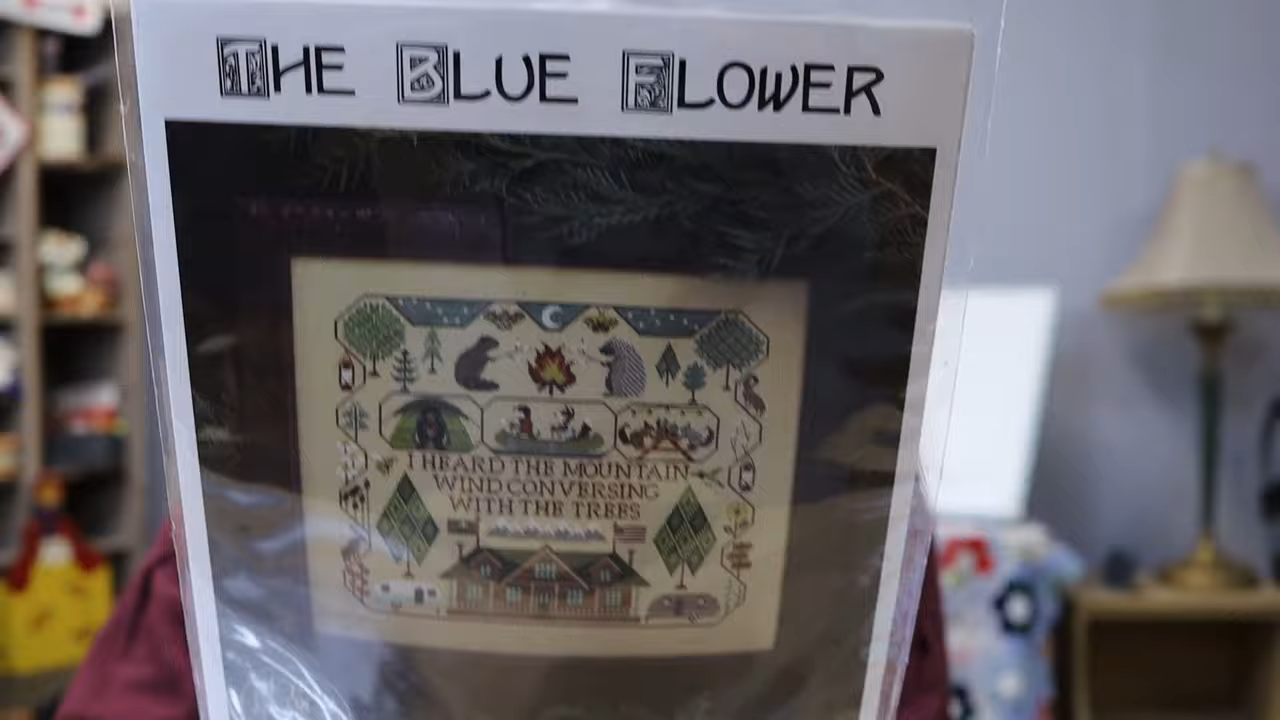 THE BLUE FLOWER
I HEARD THE MOUNTAIN
WIND CONVERSING
WITH THE TREES